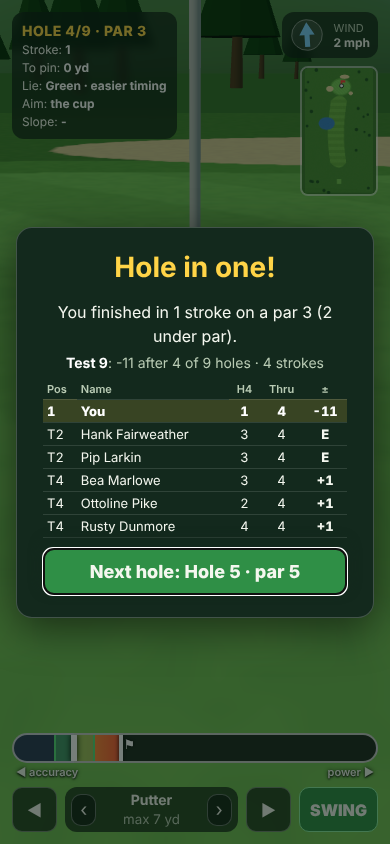 HOLE 4/9 · PAR 3
Stroke: 1
To pin: 0 yd
Lie: Green · easier timing
Aim: the cup
Slope: -
WIND
2 mph
Hole in one!
You finished in 1 stroke on a par 3 (2
under par).
Test 9: -11 after 4 of 9 holes · 4 strokes
Pos Name H4 Thru ±
1 You 1 4 -11
T2 Hank Fairweather 3 4 E
T2 Pip Larkin 3 4 E
T4 Bea Marlowe 3 4 +1
T4 Ottoline Pike 2 4 +1
T4 Rusty Dunmore 4 4 +1
Next hole: Hole 5 · par 5
◀ accuracy power ▶
◀ ‹ Putter › ▶ SWING
max 7 yd